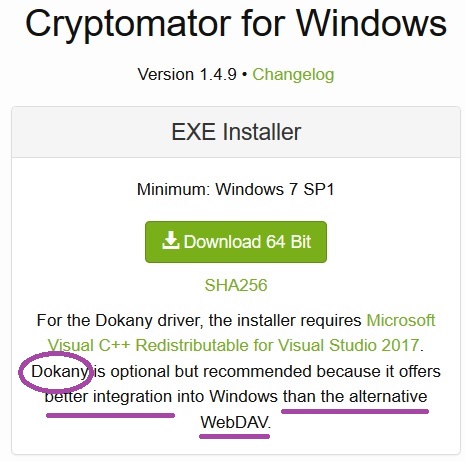 Cryptomator for Windows
Version 1.4.9 • Changelog
EXE Installer
Minimum: Windows 7 SP1
Download 64 Bit
SHA256
For the Dokany driver, the installer requires Microsoft
Visual C++ Redistributable for Visual Studio 2017.
Dokany is optional but recommended because it offers
better integration into Windows than the alternative
WebDAV.